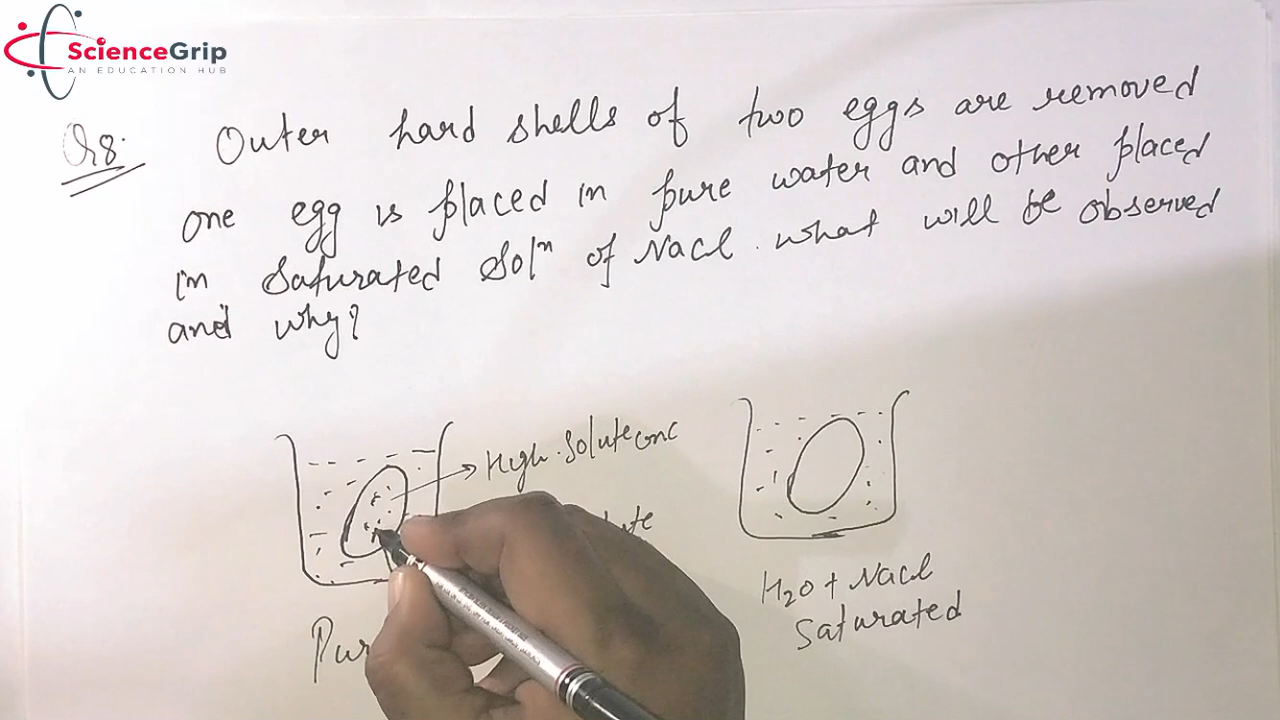 ScienceGrip
AN EDUCATION HUB
Q8. Outer hard shells of two eggs are removed
one egg is placed in pure water and other placed
in saturated Solⁿ of NaCl. what will be observed
and why?
High solute conc
H₂O + NaCl
Saturated